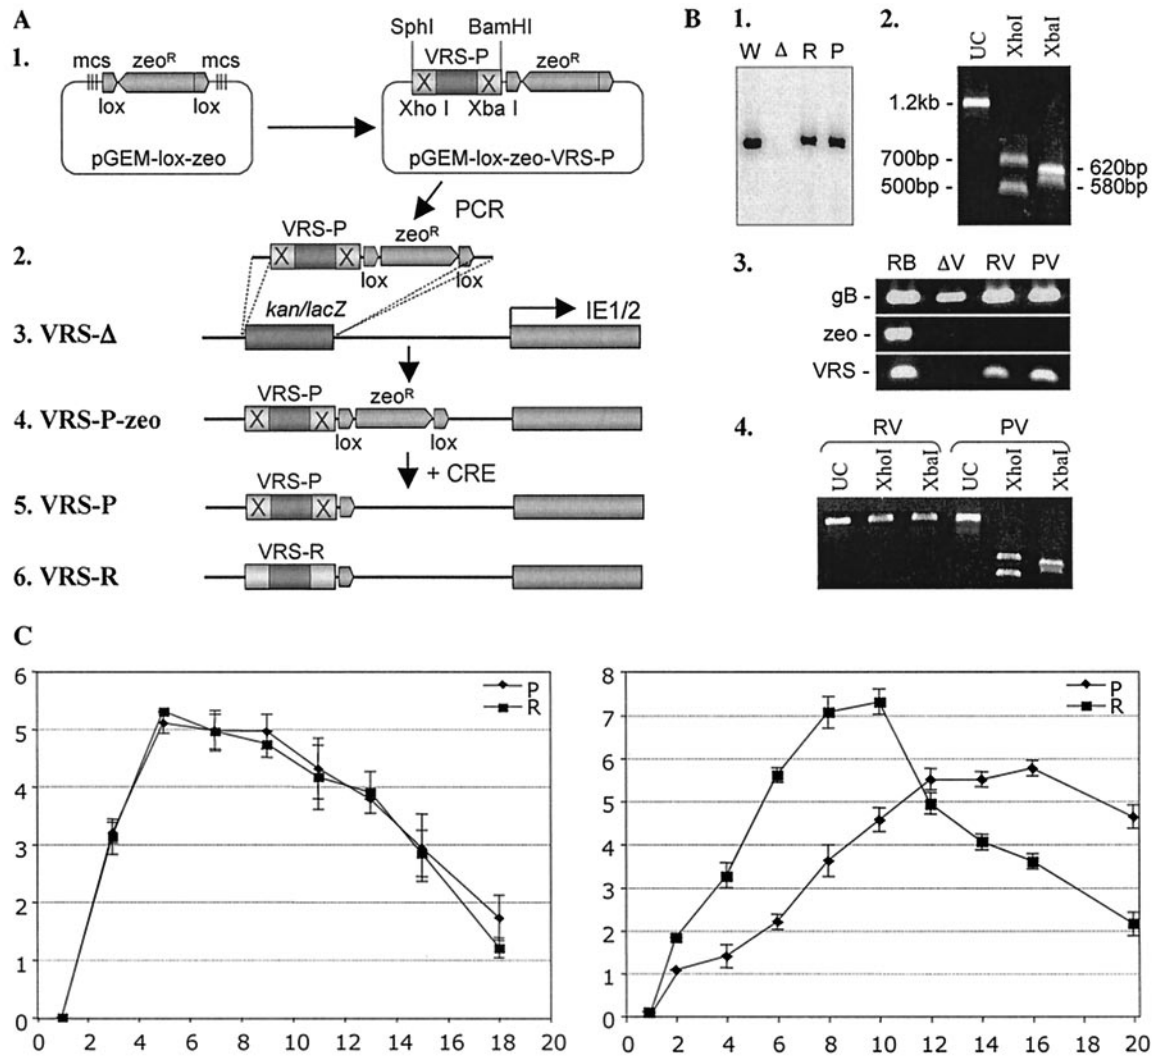 A
1.
mcs zeoR mcs
lox lox
pGEM-lox-zeo
SphI BamHI
VRS-P zeoR
X X
Xho I Xba I lox
pGEM-lox-zeo-VRS-P
PCR
2.
VRS-P zeoR
X X
lox lox
3. VRS-Δ
kan/lacZ
IE1/2
4. VRS-P-zeo
VRS-P zeoR
X X
lox lox
+ CRE
5. VRS-P
VRS-P
X X
6. VRS-R
VRS-R
B
1.
W Δ R P
2.
UC XhoI XbaI
1.2kb -
700bp -
500bp -
- 620bp
- 580bp
3.
RB ΔV RV PV
gB -
zeo -
VRS -
4.
RV PV
UC XhoI XbaI UC XhoI XbaI
C
6
5
4
3
2
1
0
0 2 4 6 8 10 12 14 16 18 20
P
R
8
7
6
5
4
3
2
1
0
0 2 4 6 8 10 12 14 16 18 20
P
R